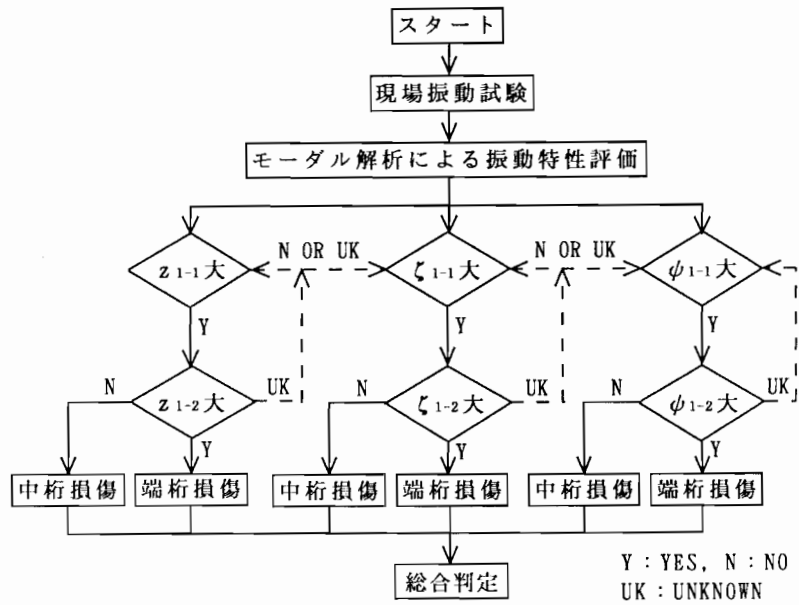 スタート
現場振動試験
モーダル解析による振動特性評価
z 1-1 大
N OR UK
ζ 1-1 大
N OR UK
ψ 1-1 大
Y
Y
Y
N
z 1-2 大
UK
N
ζ 1-2 大
UK
N
ψ 1-2 大
UK
Y
Y
Y
中桁損傷
端桁損傷
中桁損傷
端桁損傷
中桁損傷
端桁損傷
総合判定
Y：YES, N：NO
UK：UNKNOWN